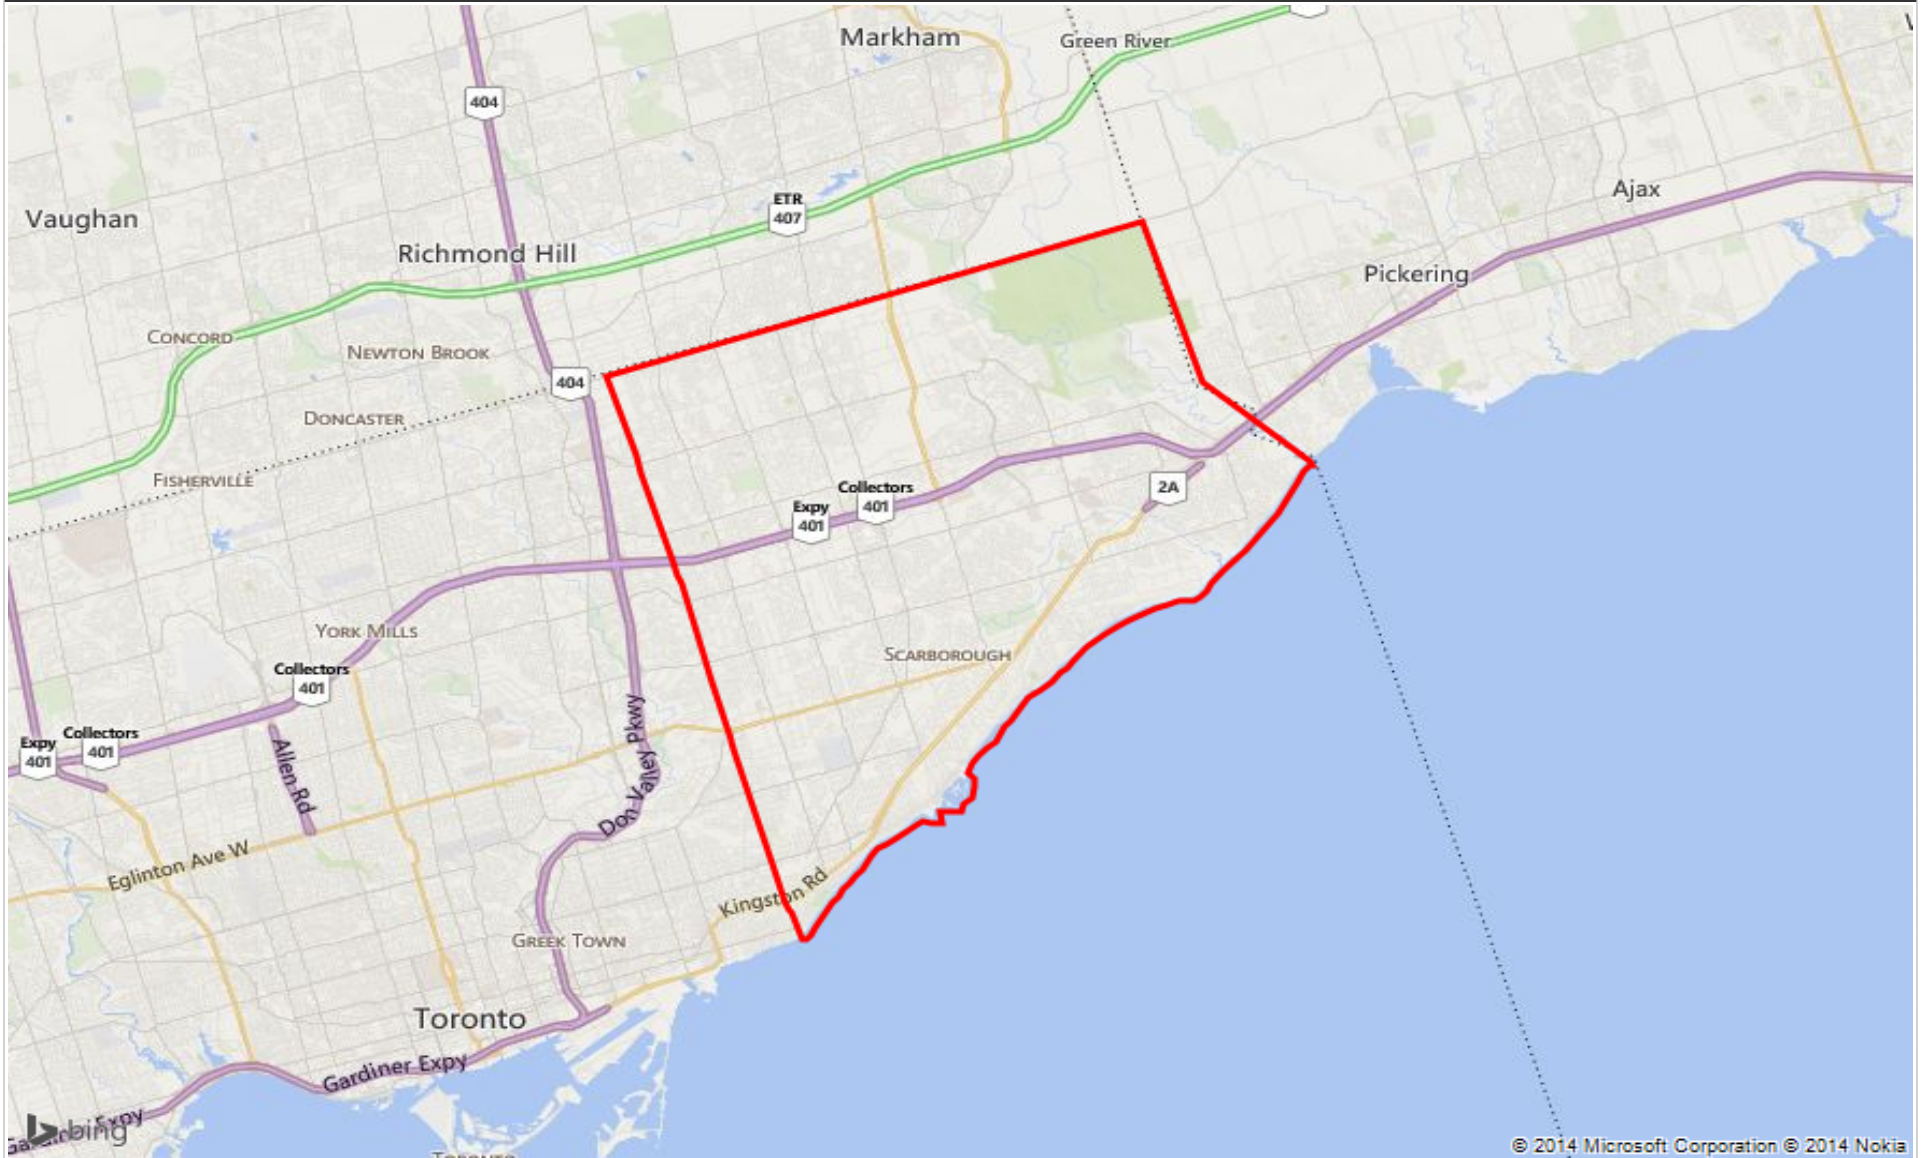 Markham
Green River
404
ETR
407
Ajax
Vaughan
Richmond Hill
Pickering
CONCORD
NEWTON BROOK
404
DONCASTER
FISHERVILLE
Collectors
401
Expy
401
2A
YORK MILLS
SCARBOROUGH
Collectors
401
Collectors
401
Expy
401
Allen Rd
Don Valley Pkwy
Eglinton Ave W
Kingston Rd
GREEK TOWN
Toronto
Gardiner Expy
Expy
bing
© 2014 Microsoft Corporation © 2014 Nokia